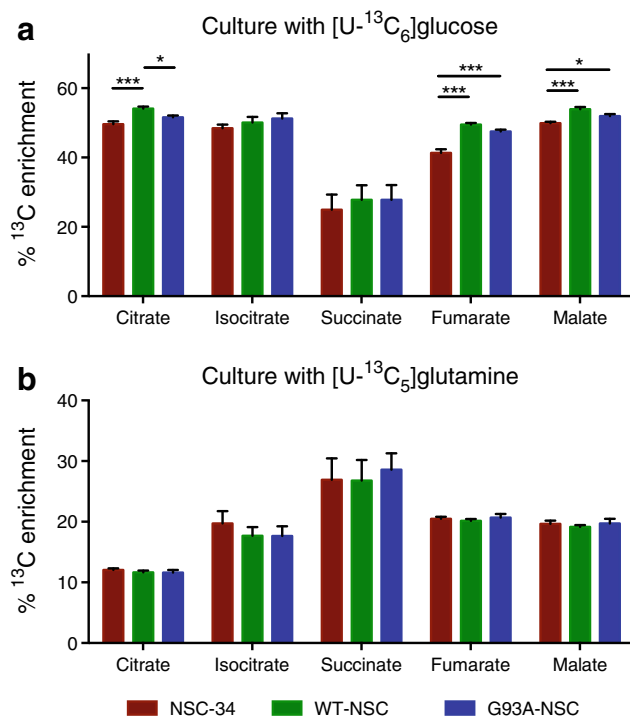 a
Culture with [U-¹³C₆]glucose
% ¹³C enrichment
60
40
20
0
***
*
***
***
*
***
Citrate Isocitrate Succinate Fumarate Malate
b
Culture with [U-¹³C₅]glutamine
% ¹³C enrichment
40
30
20
10
0
Citrate Isocitrate Succinate Fumarate Malate
NSC-34 WT-NSC G93A-NSC